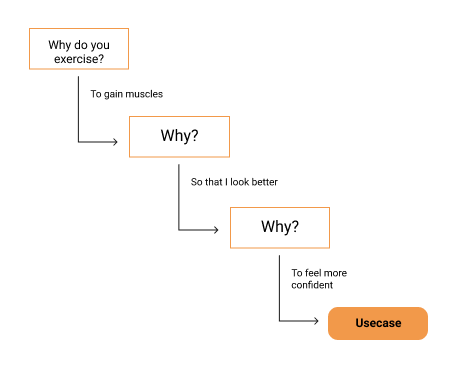 Why do you
exercise?
To gain muscles
Why?
So that I look better
Why?
To feel more
confident
Usecase